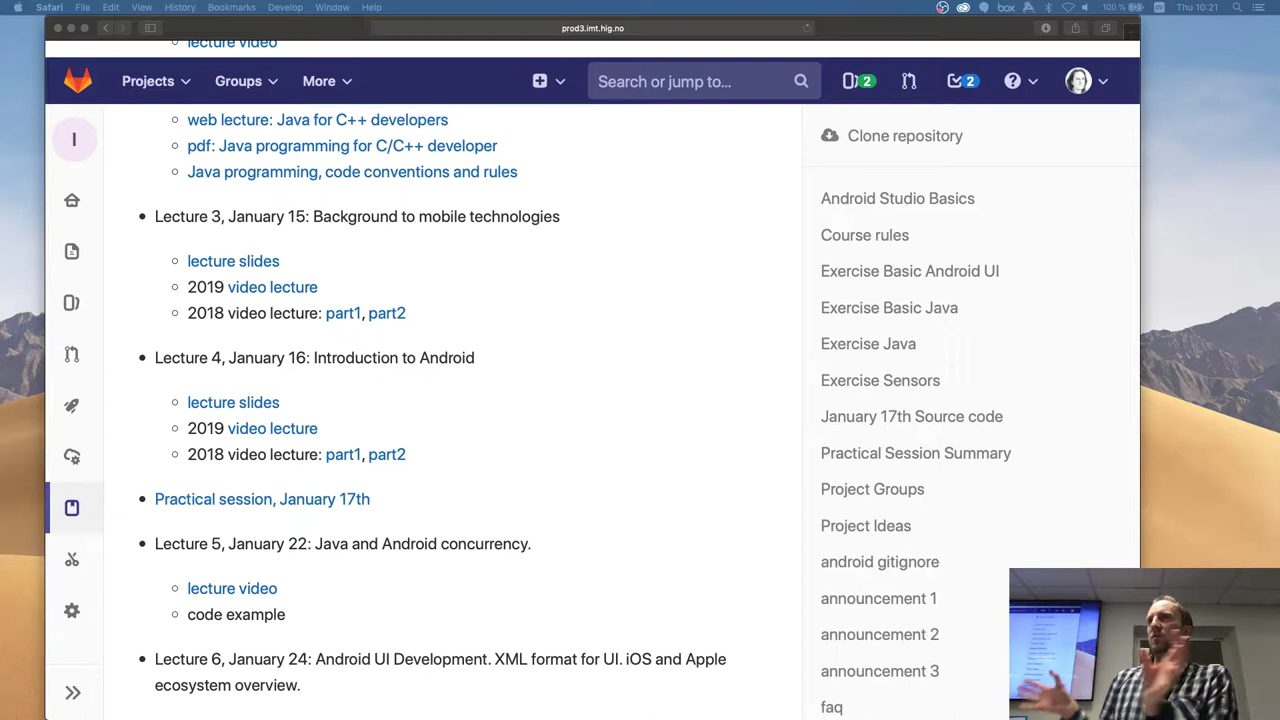 Safari File Edit View History Bookmarks Develop Window Help
box 100 % Thu 10:21
prod3.imt.hig.no
lecture video
Projects Groups More Search or jump to... 2 2
web lecture: Java for C++ developers
pdf: Java programming for C/C++ developer
Java programming, code conventions and rules
Lecture 3, January 15: Background to mobile technologies
lecture slides
2019 video lecture
2018 video lecture: part1, part2
Lecture 4, January 16: Introduction to Android
lecture slides
2019 video lecture
2018 video lecture: part1, part2
Practical session, January 17th
Lecture 5, January 22: Java and Android concurrency.
lecture video
code example
Lecture 6, January 24: Android UI Development. XML format for UI. iOS and Apple
ecosystem overview.
I
Clone repository
Android Studio Basics
Course rules
Exercise Basic Android UI
Exercise Basic Java
Exercise Java
Exercise Sensors
January 17th Source code
Practical Session Summary
Project Groups
Project Ideas
android gitignore
announcement 1
announcement 2
announcement 3
faq